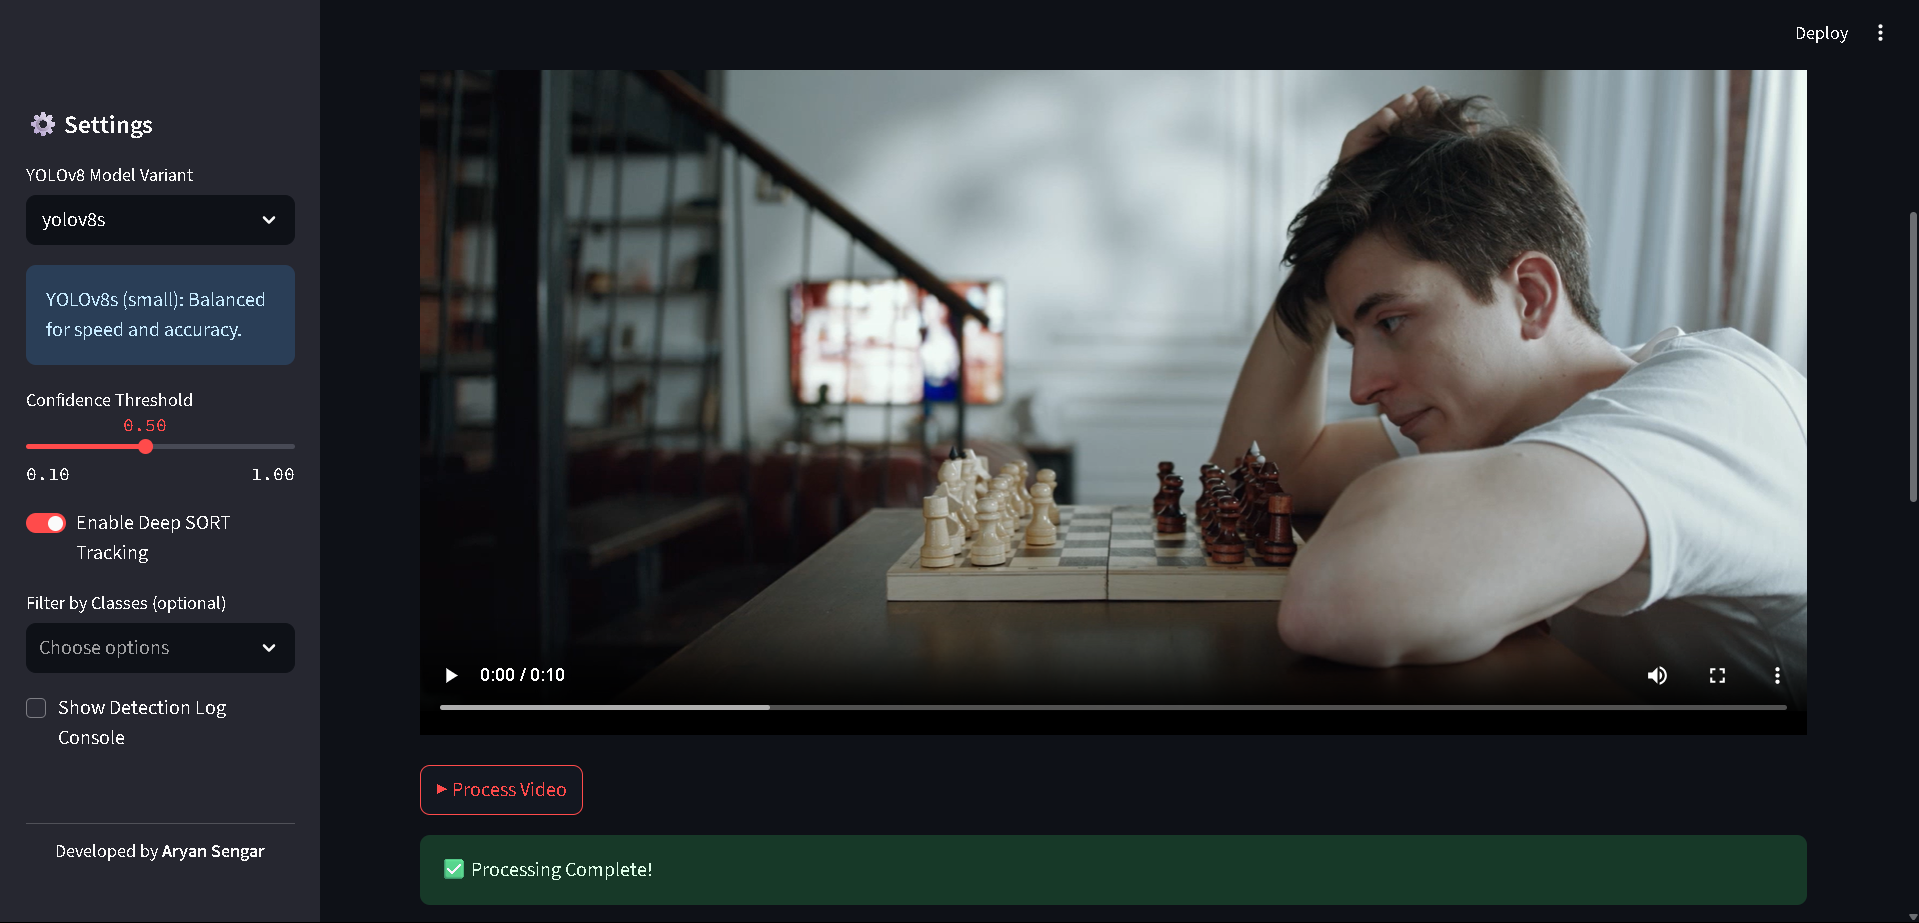 Deploy
Settings
YOLOv8 Model Variant
yolov8s
YOLOv8s (small): Balanced
for speed and accuracy.
Confidence Threshold
0.50
0.10 1.00
Enable Deep SORT
Tracking
Filter by Classes (optional)
Choose options
Show Detection Log
Console
Developed by Aryan Sengar
0:00 / 0:10
Process Video
Processing Complete!